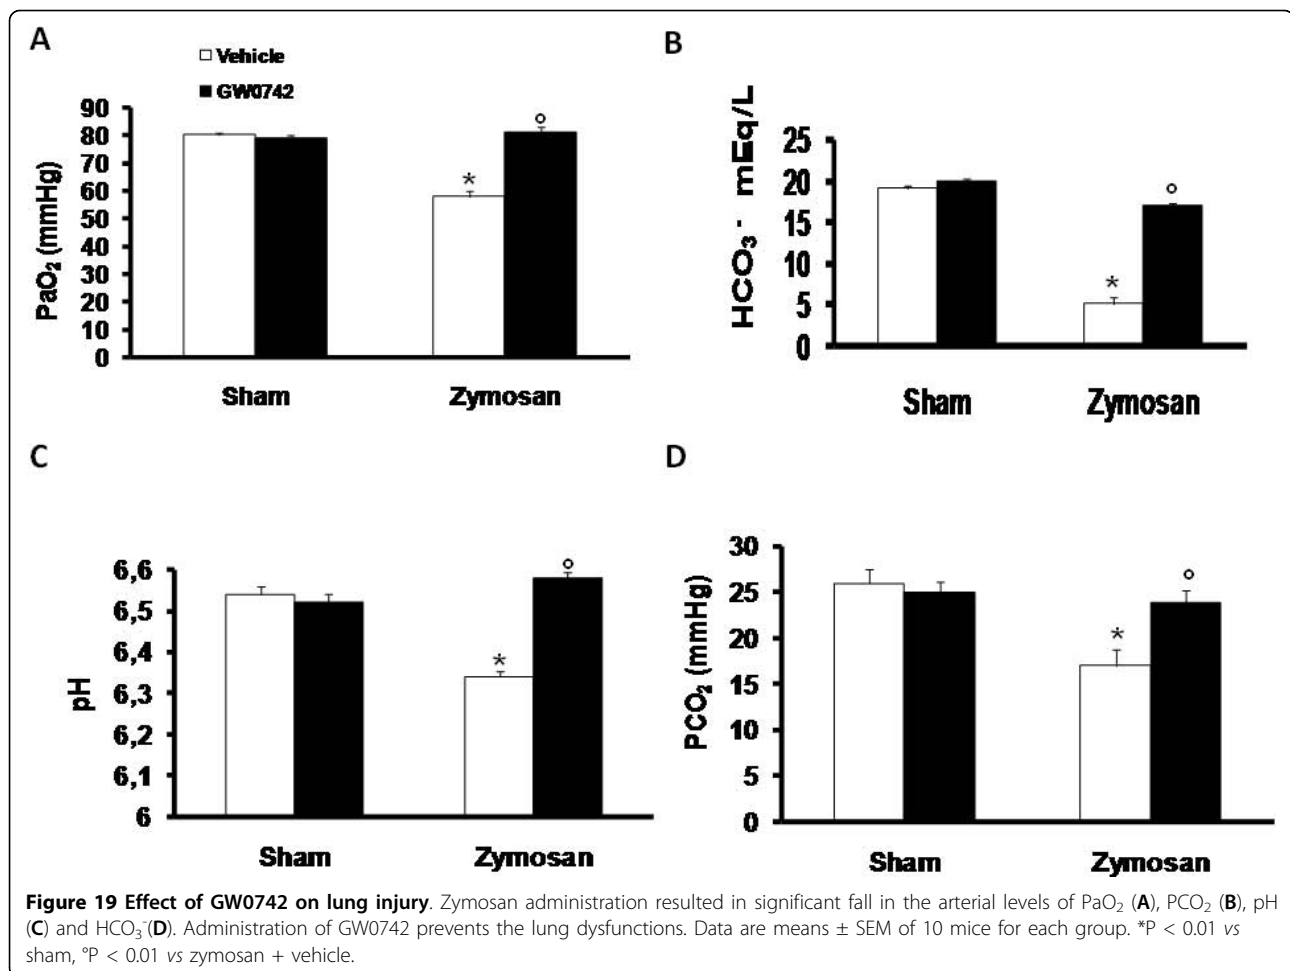 A
Vehicle
GW0742
PaO₂ (mmHg)
90
80
70
60
50
40
30
20
10
0
*
°
Sham Zymosan
B
HCO₃⁻ mEq/L
25
20
15
10
5
0
*
°
Sham Zymosan
C
pH
6,6
6,5
6,4
6,3
6,2
6,1
6
*
°
Sham Zymosan
D
PCO₂ (mmHg)
30
25
20
15
10
5
0
*
°
Sham Zymosan
Figure 19 Effect of GW0742 on lung injury. Zymosan administration resulted in significant fall in the arterial levels of PaO₂ (A), PCO₂ (B), pH
(C) and HCO₃⁻(D). Administration of GW0742 prevents the lung dysfunctions. Data are means ± SEM of 10 mice for each group. *P < 0.01 vs
sham, °P < 0.01 vs zymosan + vehicle.